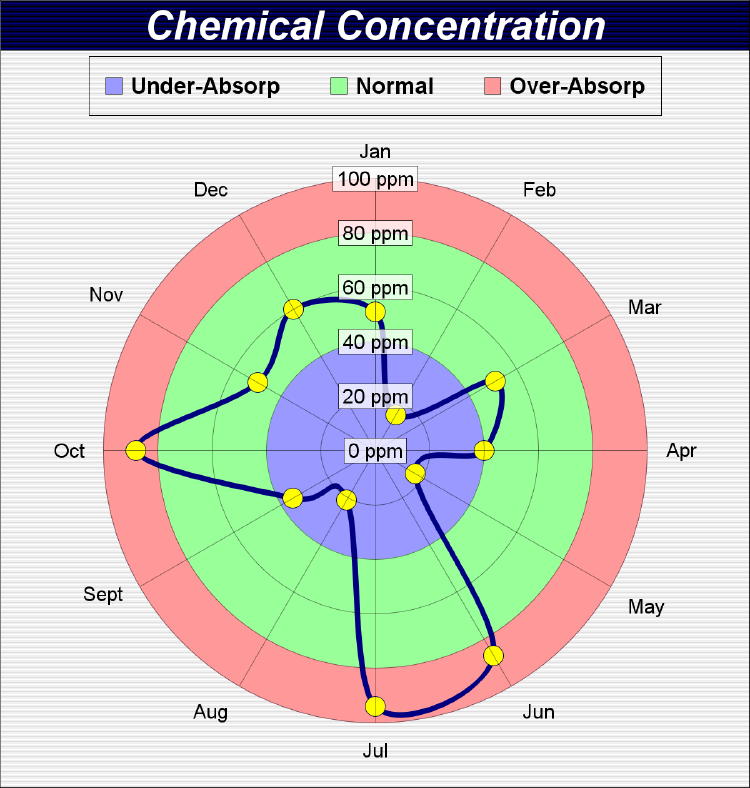 Chemical Concentration
Under-Absorp Normal Over-Absorp
Jan
100 ppm
Dec Feb
80 ppm
60 ppm
Nov Mar
40 ppm
20 ppm
Oct 0 ppm Apr
Sept May
Aug Jun
Jul